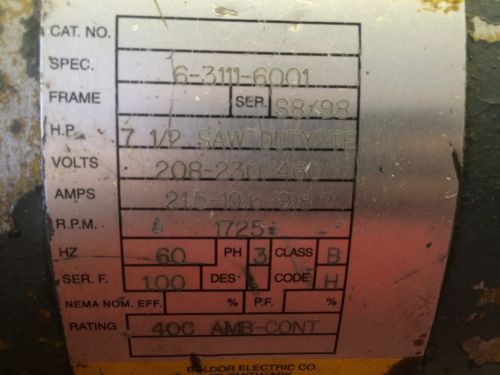 CAT. NO.
SPEC. 6-3111-6001
FRAME SER. S8/98
H.P. 7 1/2 SAW DUTY TE
VOLTS 208-230/460
AMPS 21.5-19.6/9.8
R.P.M. 1725
HZ 60 PH 3 CLASS B
SER. F. 1.00 DES CODE H
NEMA NOM. EFF. % P.F. %
RATING 40C AMB-CONT
BALDOR ELECTRIC CO.